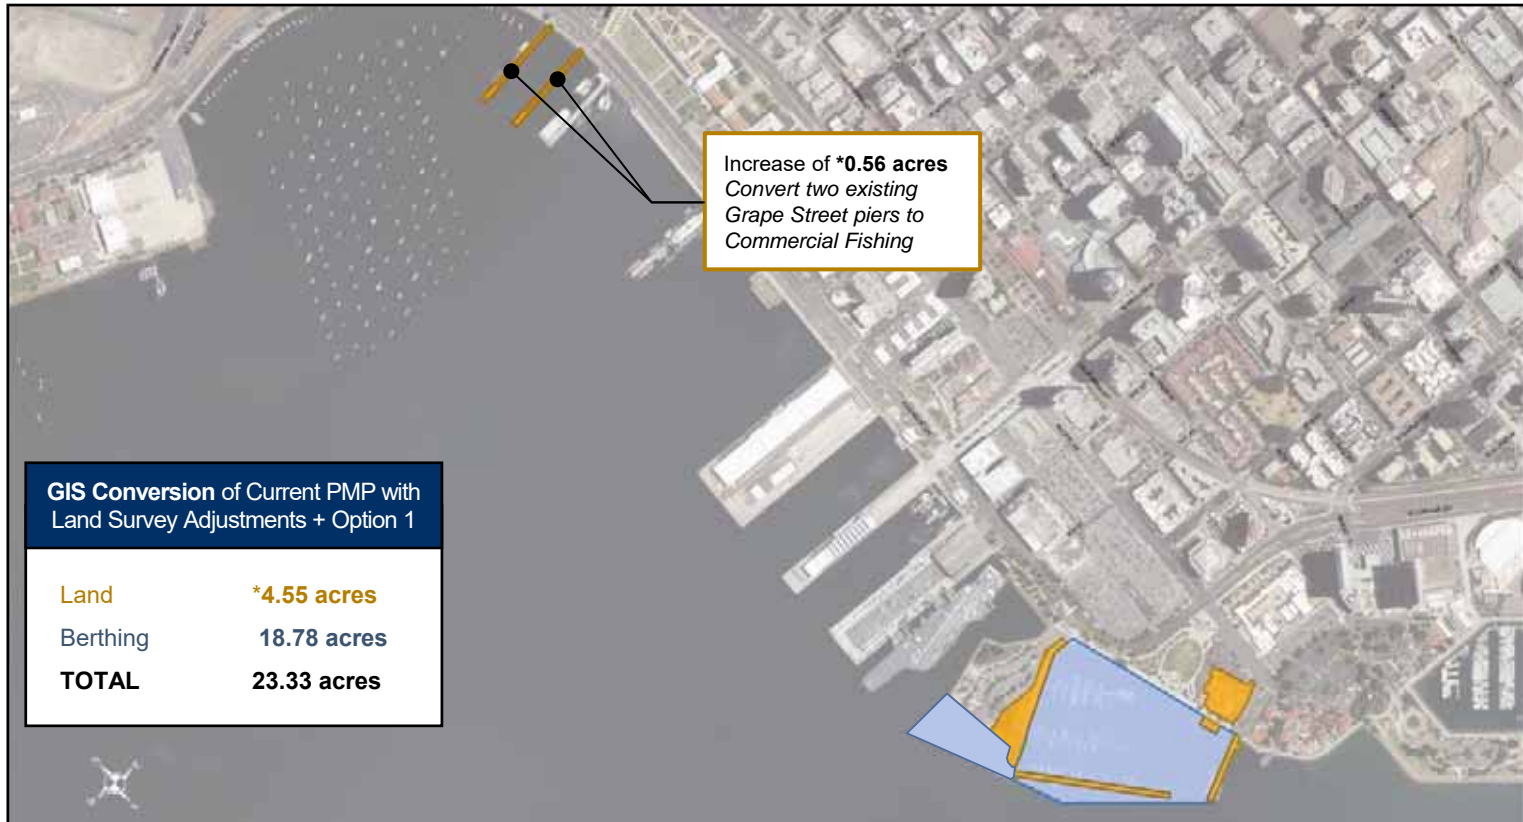 Increase of *0.56 acres
Convert two existing
Grape Street piers to
Commercial Fishing
GIS Conversion of Current PMP with
Land Survey Adjustments + Option 1
Land *4.55 acres
Berthing 18.78 acres
TOTAL 23.33 acres